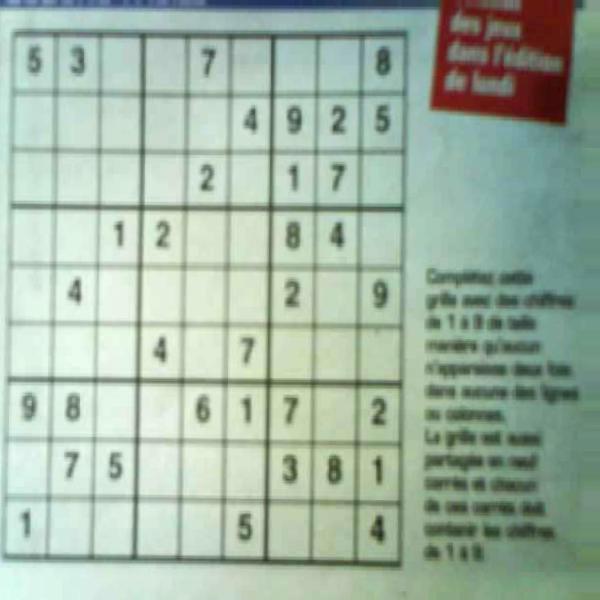 des jeux
dans l'édition
de lundi
5 3 7 8
4 9 2 5
2 1 7
1 2 8 4
4 2 9
4 7
9 8 6 1 7 2
7 5 3 8 1
1 5 4
Complétez cette
grille avec des chiffres
de 1 à 9 de telle
manière qu'aucun
n'apparaisse deux fois
dans aucune des lignes
ou colonnes.
La grille est aussi
partagée en neuf
carrés et chacun
de ces carrés doit
contenir les chiffres
de 1 à 9.